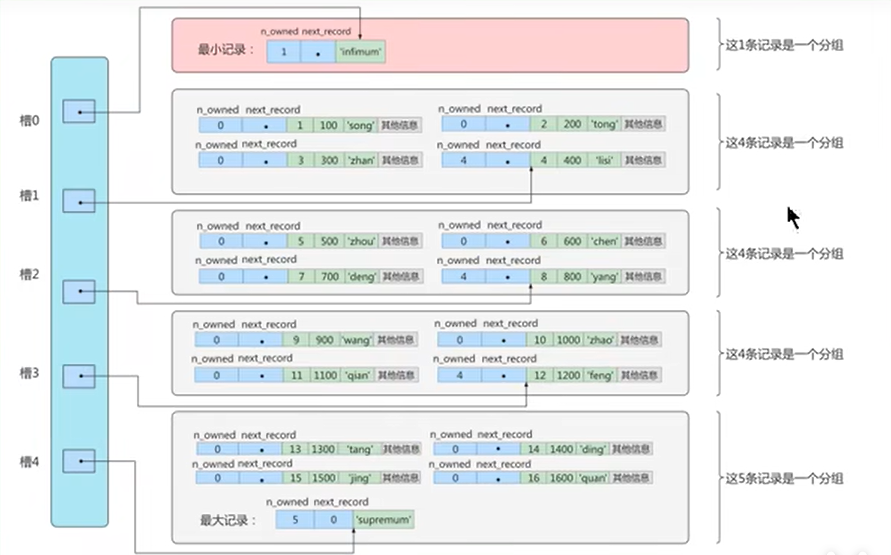 n_owned next_record
最小记录： 1 'infimum'
这1条记录是一个分组
槽0
n_owned next_record n_owned next_record
0 1 100 'song' 其他信息 0 2 200 'tong' 其他信息
n_owned next_record n_owned next_record
0 3 300 'zhan' 其他信息 4 4 400 'lisi' 其他信息
这4条记录是一个分组
槽1
n_owned next_record n_owned next_record
0 5 500 'zhou' 其他信息 0 6 600 'chen' 其他信息
n_owned next_record n_owned next_record
0 7 700 'deng' 其他信息 4 8 800 'yang' 其他信息
这4条记录是一个分组
槽2
n_owned next_record n_owned next_record
0 9 900 'wang' 其他信息 0 10 1000 'zhao' 其他信息
n_owned next_record n_owned next_record
0 11 1100 'qian' 其他信息 4 12 1200 'feng' 其他信息
这4条记录是一个分组
槽3
n_owned next_record n_owned next_record
0 13 1300 'tang' 其他信息 0 14 1400 'ding' 其他信息
n_owned next_record n_owned next_record
0 15 1500 'jing' 其他信息 0 16 1600 'quan' 其他信息
槽4
n_owned next_record
最大记录： 5 0 'supremum'
这5条记录是一个分组